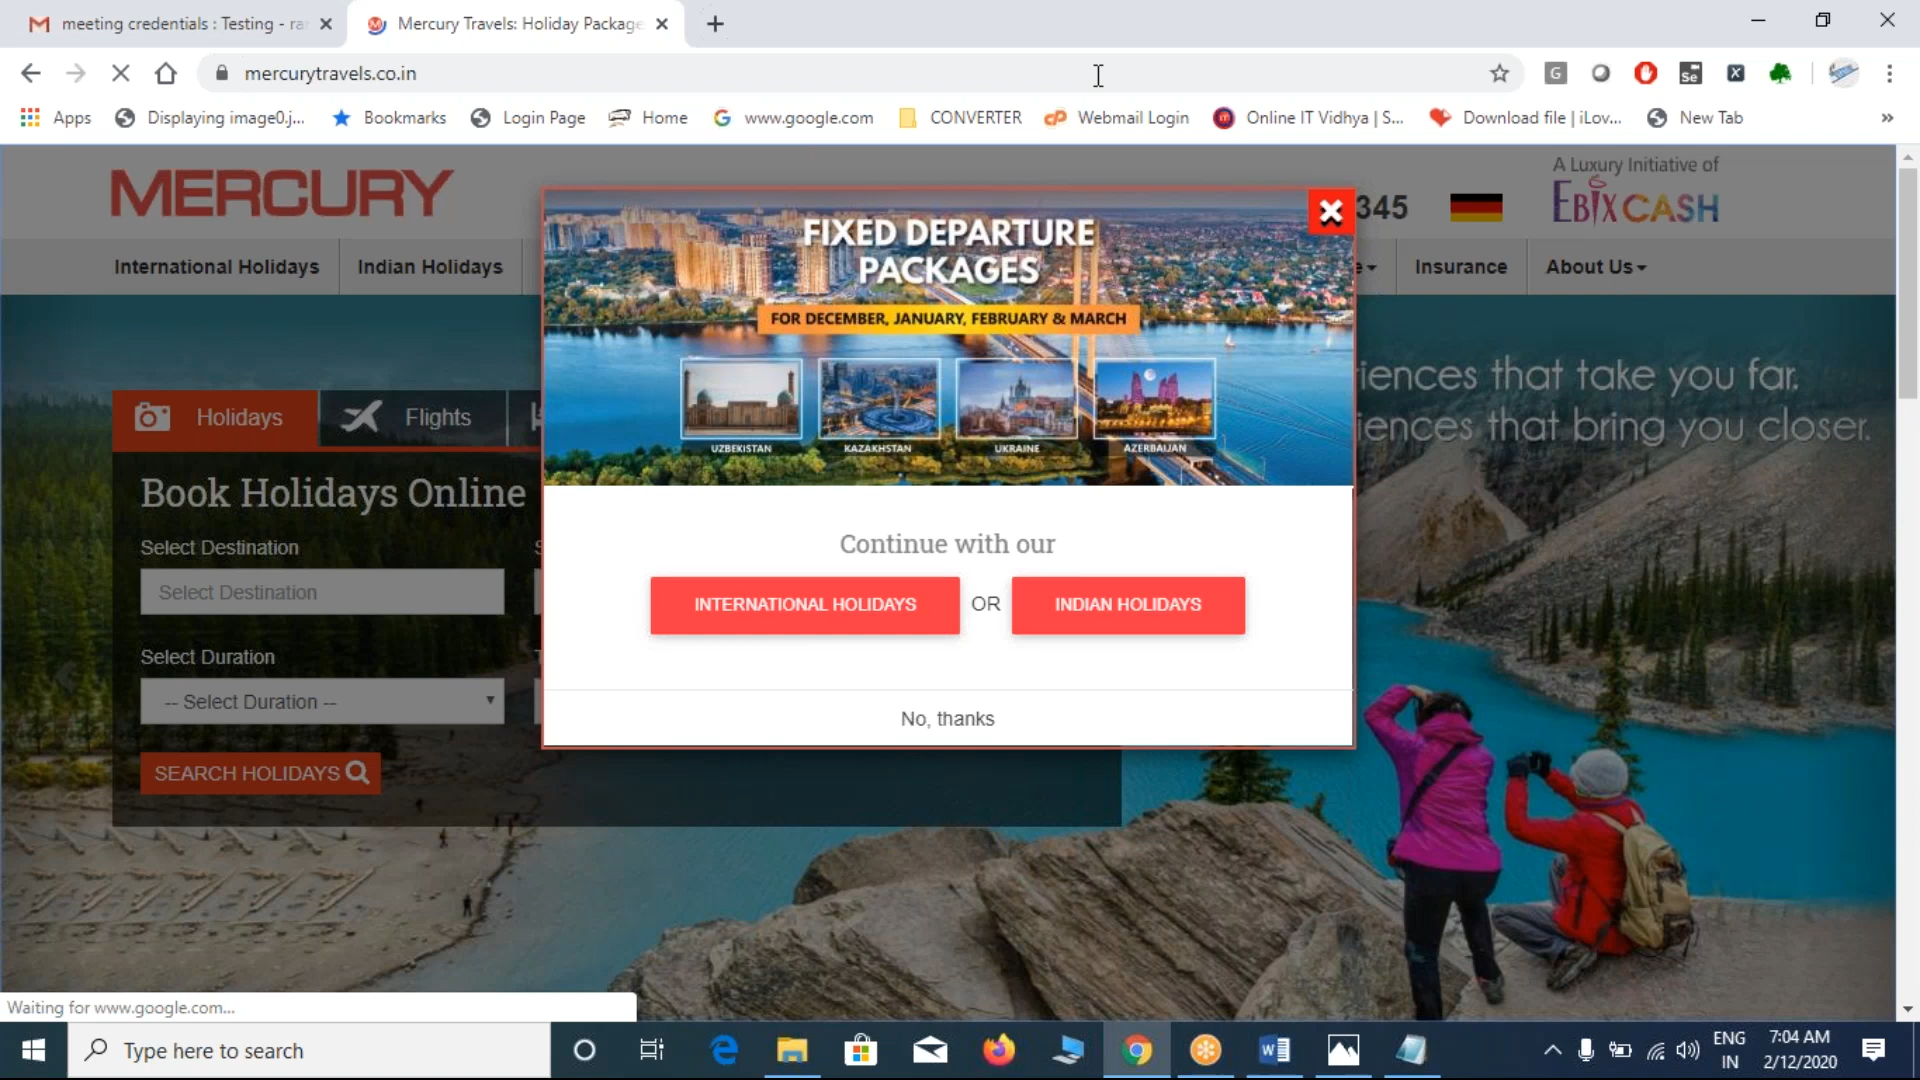 meeting credentials : Testing - ra
Mercury Travels: Holiday Package
mercurytravels.co.in
G
Se
X
Apps
Displaying image0.j...
Bookmarks
Login Page
Home
www.google.com
CONVERTER
cP
Webmail Login
Online IT Vidhya | S...
Download file | iLov...
New Tab
»
MERCURY
345
A Luxury Initiative of
EBIXCASH
International Holidays
Indian Holidays
Insurance
About Us
FIXED DEPARTURE
PACKAGES
FOR DECEMBER, JANUARY, FEBRUARY & MARCH
UZBEKISTAN
KAZAKHSTAN
UKRAINE
AZERBAIJAN
iences that take you far.
iences that bring you closer.
Holidays
Flights
Book Holidays Online
Select Destination
Select Destination
Select Duration
-- Select Duration --
SEARCH HOLIDAYS
Continue with our
INTERNATIONAL HOLIDAYS
OR
INDIAN HOLIDAYS
No, thanks
Waiting for www.google.com...
Type here to search
ENG
IN
7:04 AM
2/12/2020